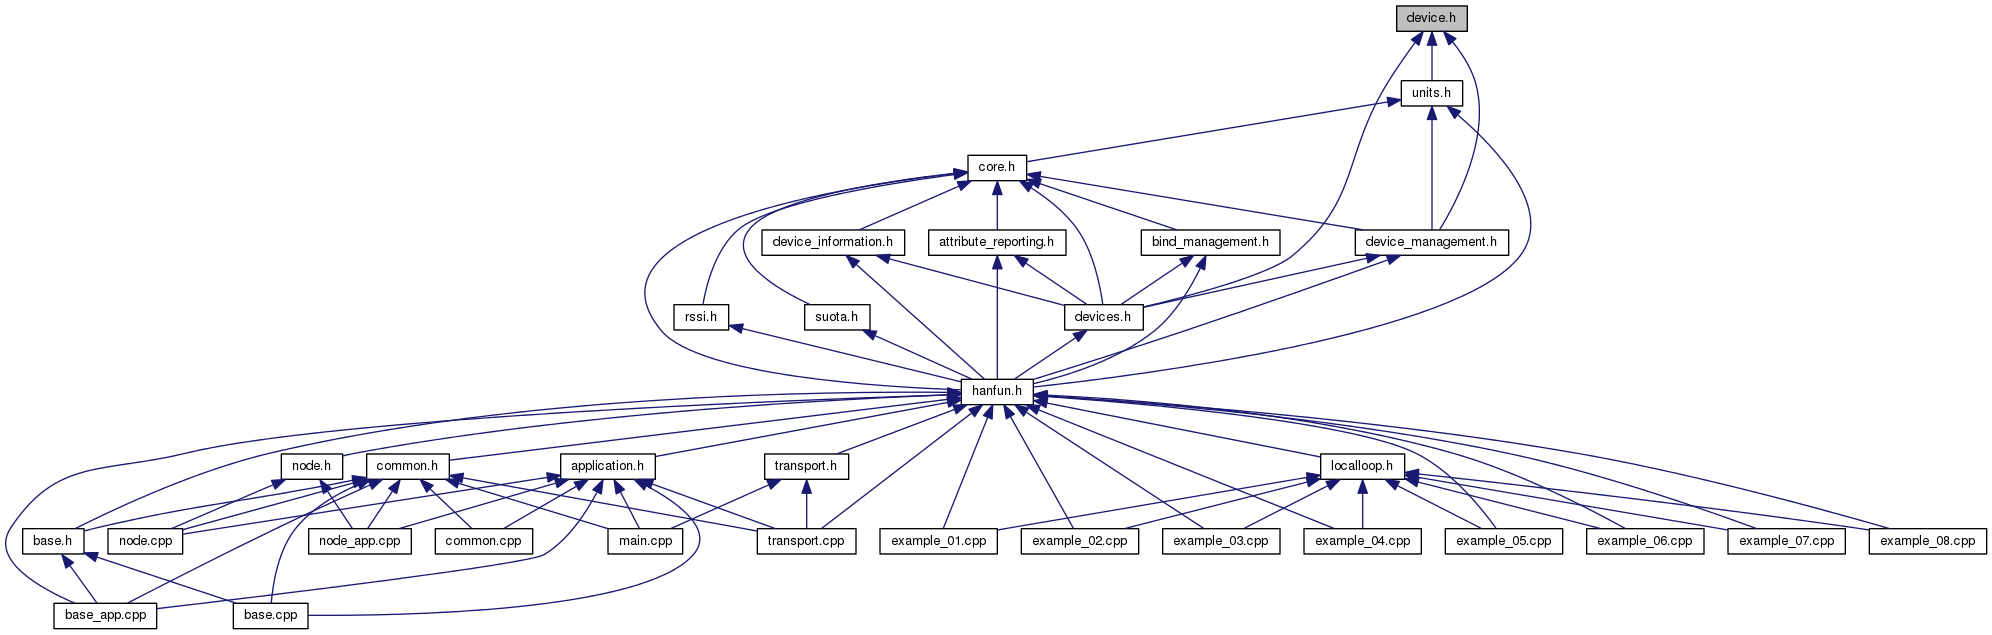 device.h
units.h
core.h
device_information.h
attribute_reporting.h
bind_management.h
device_management.h
rssi.h
suota.h
devices.h
hanfun.h
node.h
common.h
application.h
transport.h
localloop.h
base.h
node.cpp
node_app.cpp
common.cpp
main.cpp
transport.cpp
example_01.cpp
example_02.cpp
example_03.cpp
example_04.cpp
example_05.cpp
example_06.cpp
example_07.cpp
example_08.cpp
base_app.cpp
base.cpp